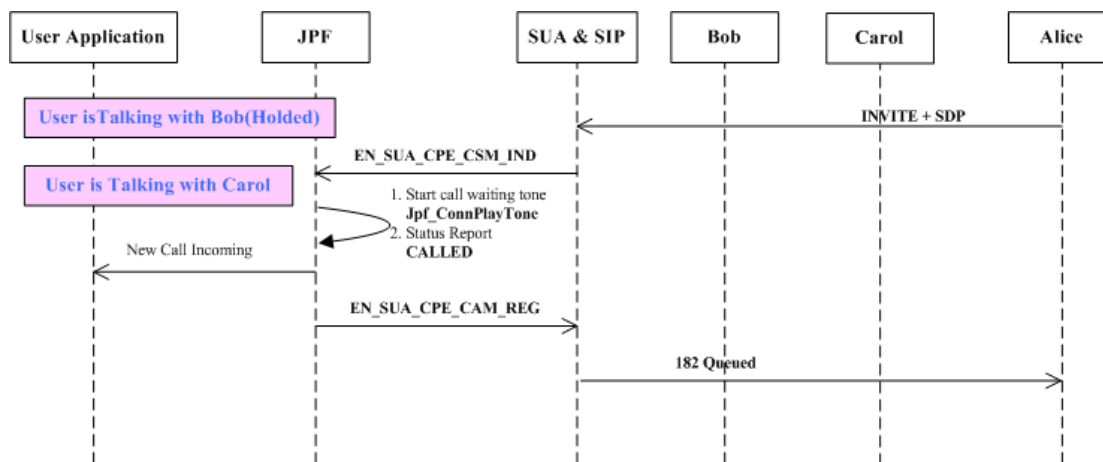 User Application
JPF
SUA & SIP
Bob
Carol
Alice
User isTalking with Bob(Holded)
INVITE + SDP
EN_SUA_CPE_CSM_IND
User is Talking with Carol
1. Start call waiting tone
Jpf_ConnPlayTone
2. Status Report
CALLED
New Call Incoming
EN_SUA_CPE_CAM_REG
182 Queued